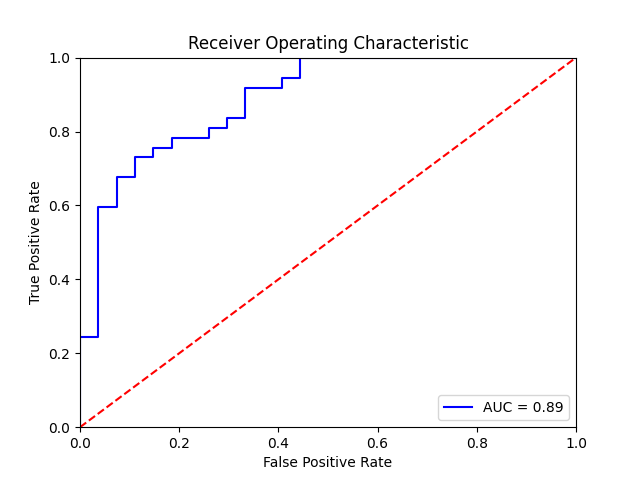 Receiver Operating Characteristic
True Positive Rate
1.0
0.8
0.6
0.4
0.2
0.0
AUC = 0.89
0.0 0.2 0.4 0.6 0.8 1.0
False Positive Rate